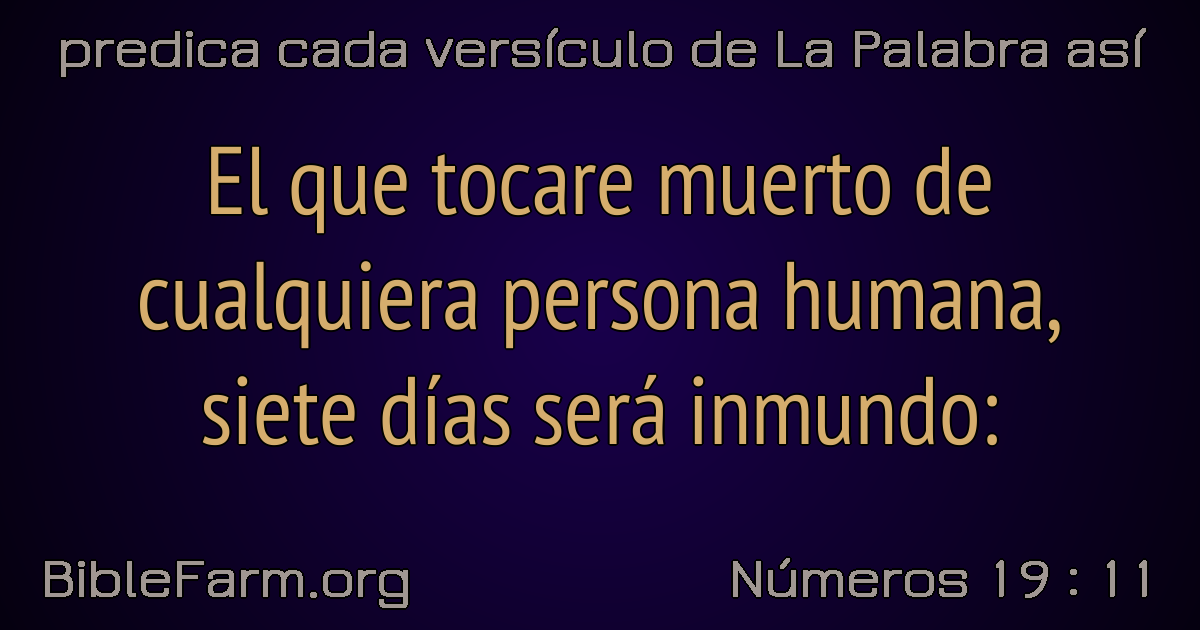 predica cada versículo de La Palabra así
El que tocare muerto de
cualquiera persona humana,
siete días será inmundo:
BibleFarm.org
Números 19 : 11